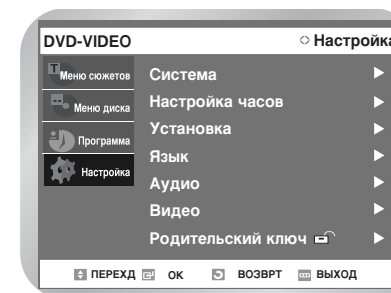 DVD-VIDEO Настройка
Меню сюжетов
Меню диска
Программа
Настройка
Система
Настройка часов
Установка
Язык
Аудио
Видео
Родительский ключ
ПЕРЕХД ОК ВОЗВРТ ВЫХОД